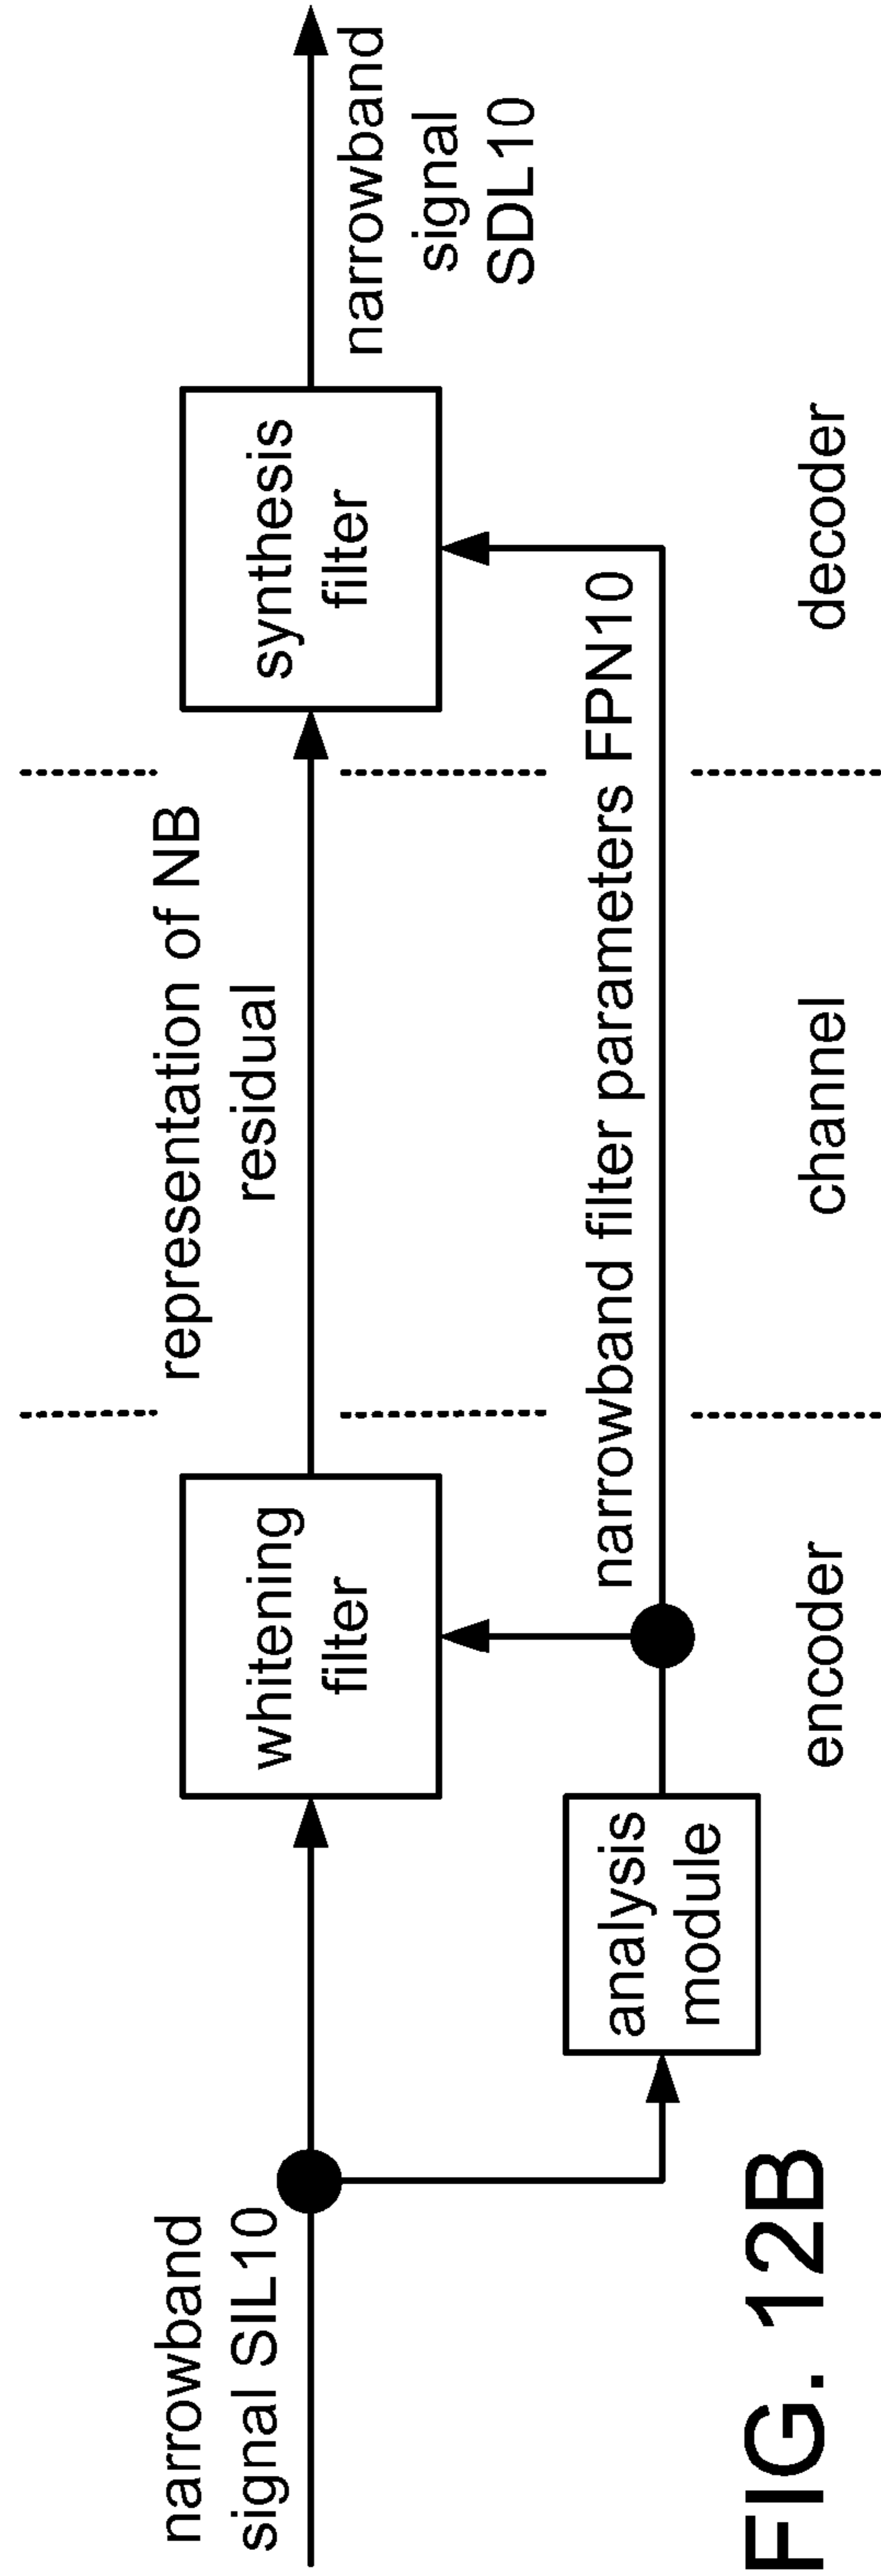 narrowband
signal SIL10
whitening
filter
analysis
module
representation of NB
residual
narrowband filter parameters FPN10
synthesis
filter
narrowband
signal
SDL10
encoder
channel
decoder
FIG. 12B